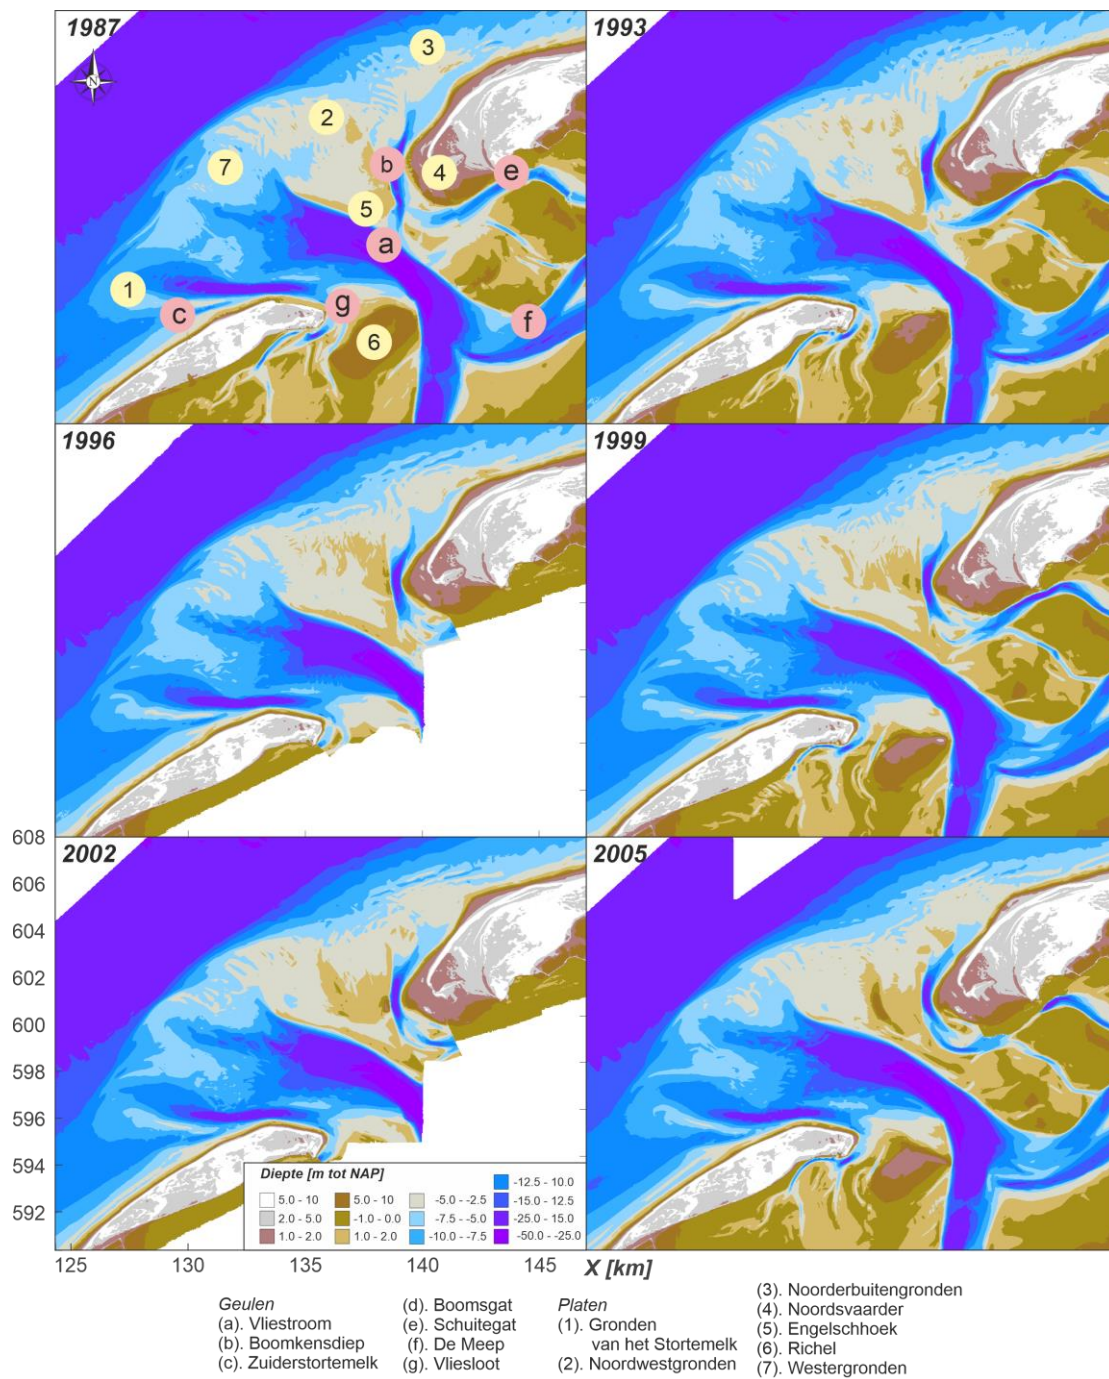 1987
N
3
2
b
7
4
e
5
a
1
c
g
f
6
1993
1996
1999
608
2002
2005
606
604
602
600
598
596
594
592
Diepte [m tot NAP]
5.0 - 10
2.0 - 5.0
1.0 - 2.0
5.0 - 10
-1.0 - 0.0
1.0 - 2.0
-5.0 - -2.5
-7.5 - -5.0
-10.0 - -7.5
-12.5 - 10.0
-15.0 - 12.5
-25.0 - 15.0
-50.0 - -25.0
125
130
135
140
145
X [km]
Geulen
(a). Vliestroom
(b). Boomkensdiep
(c). Zuiderstortemelk
(d). Boomsgat
(e). Schuitegat
(f). De Meep
(g). Vliesloot
Platen
(1). Gronden
van het Stortemelk
(2). Noordwestgronden
(3). Noorderbuitengronden
(4). Noordsvaarder
(5). Engelschhoek
(6). Richel
(7). Westergronden